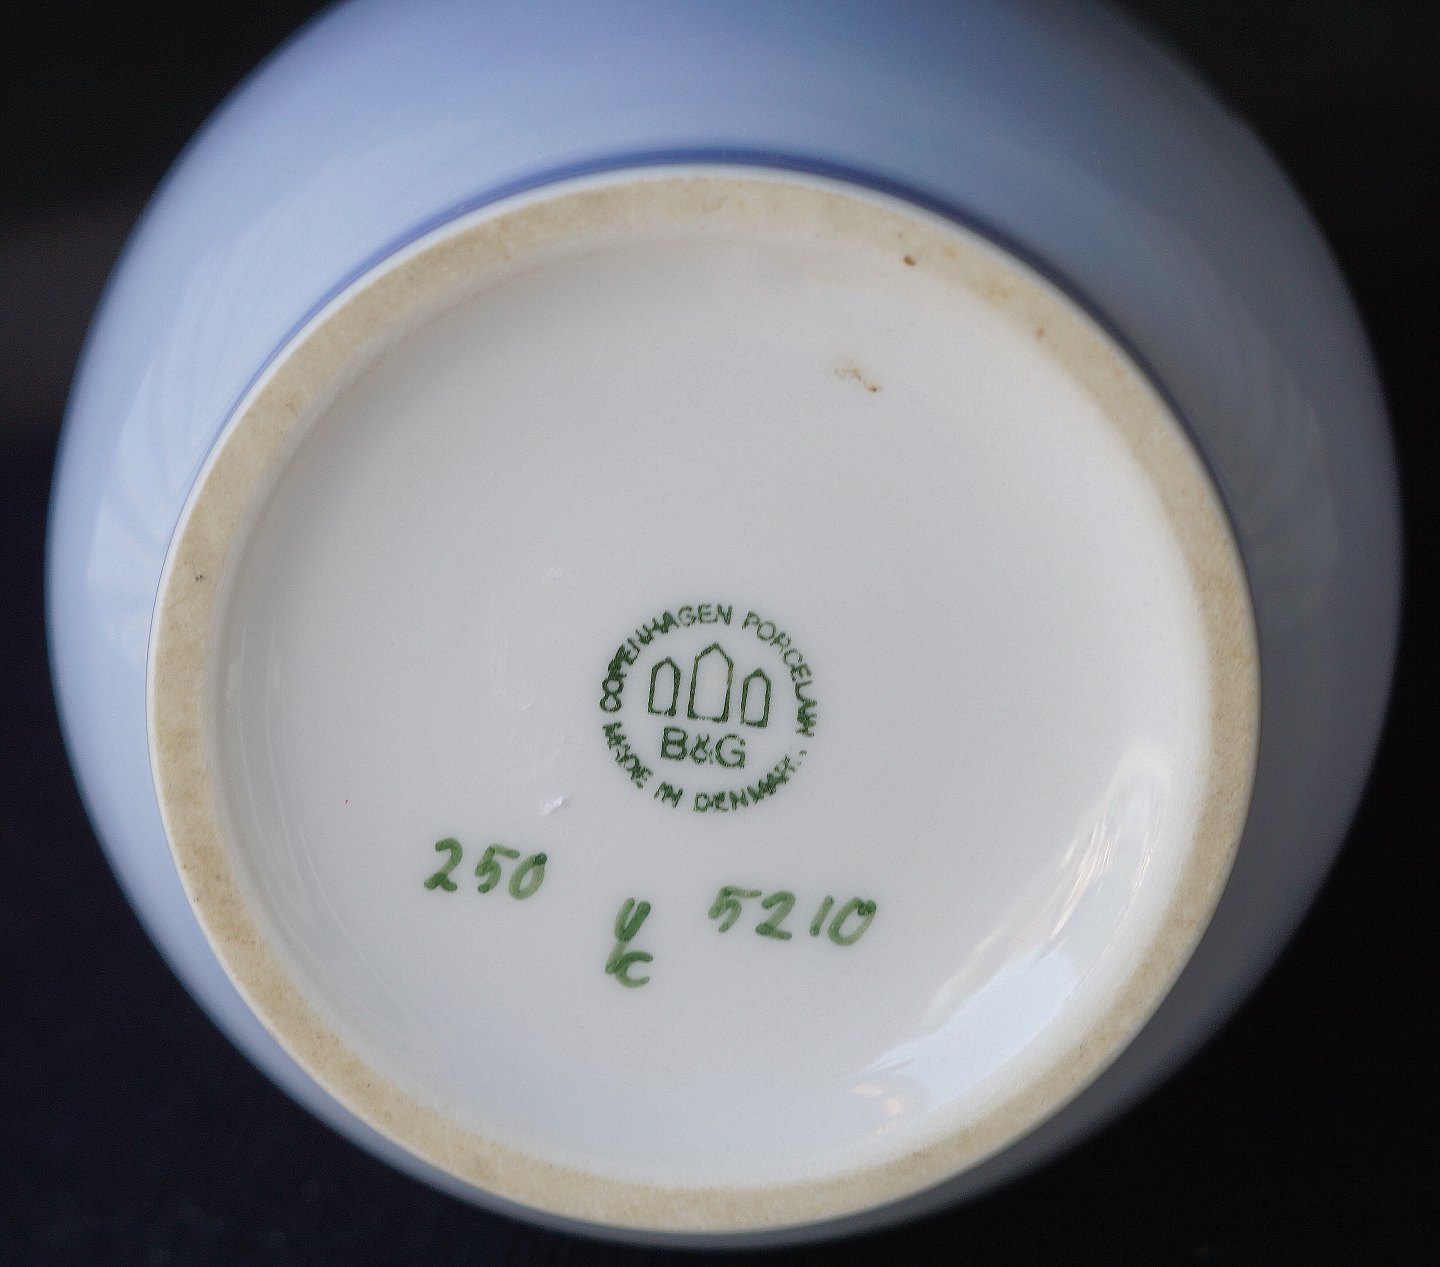 COPENHAGEN PORCELAIN
B&G
MADE IN DENMARK
250
5210